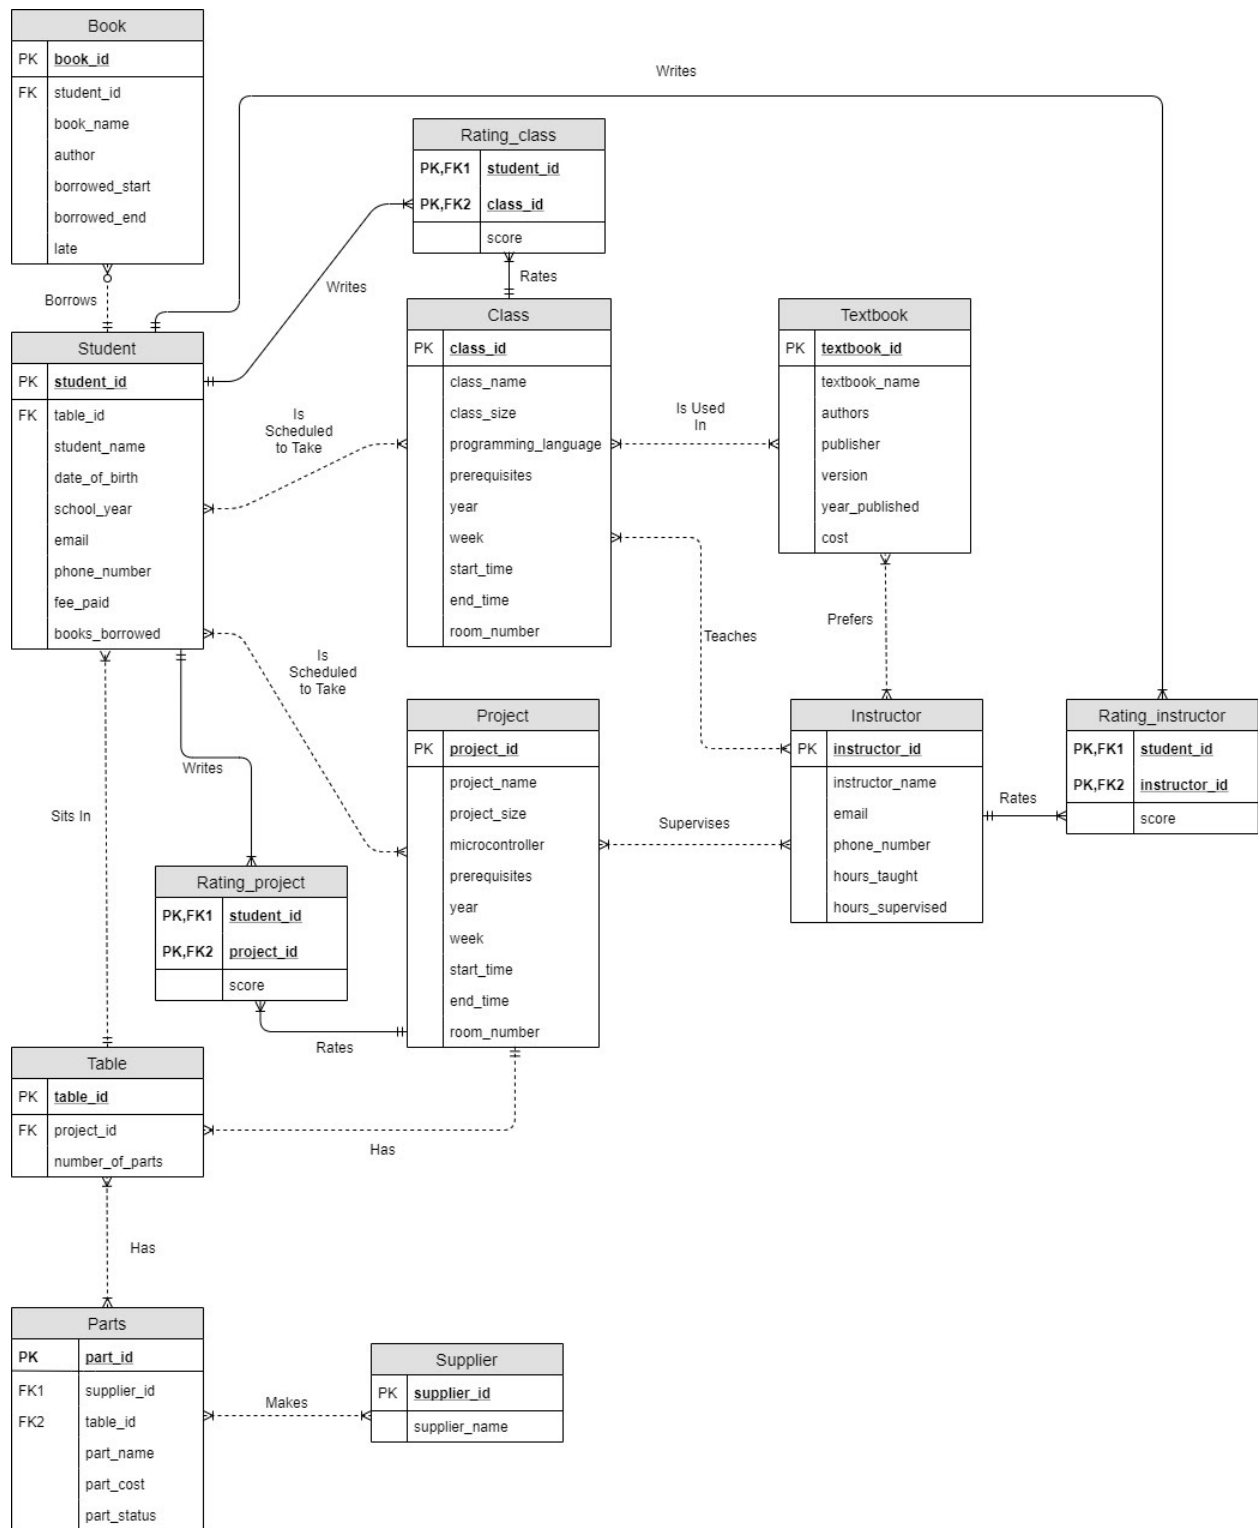 Book
PK book_id
FK student_id
book_name
author
borrowed_start
borrowed_end
late
Writes
Rating_class
PK,FK1 student_id
PK,FK2 class_id
score
Writes
Rates
Borrows
Student
PK student_id
FK table_id
student_name
date_of_birth
school_year
email
phone_number
fee_paid
books_borrowed
Is
Scheduled
to Take
Class
PK class_id
class_name
class_size
programming_language
prerequisites
year
week
start_time
end_time
room_number
Is Used
In
Textbook
PK textbook_id
textbook_name
authors
publisher
version
year_published
cost
Teaches
Prefers
Is
Scheduled
to Take
Writes
Sits In
Project
PK project_id
project_name
project_size
microcontroller
prerequisites
year
week
start_time
end_time
room_number
Supervises
Instructor
PK instructor_id
instructor_name
email
phone_number
hours_taught
hours_supervised
Rates
Rating_instructor
PK,FK1 student_id
PK,FK2 instructor_id
score
Rating_project
PK,FK1 student_id
PK,FK2 project_id
score
Rates
Table
PK table_id
FK project_id
number_of_parts
Has
Has
Parts
PK part_id
FK1 supplier_id
FK2 table_id
part_name
part_cost
part_status
Makes
Supplier
PK supplier_id
supplier_name